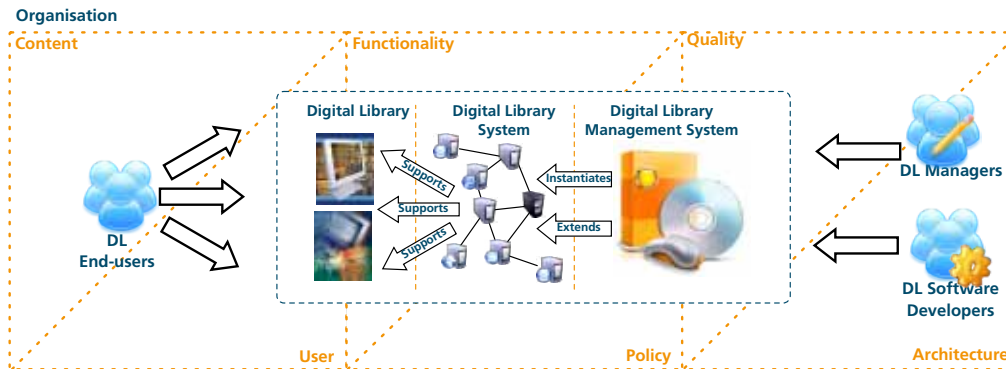 Organisation
Content
Functionality
Quality
Digital Library
Digital Library
System
Digital Library
Management System
Supports
Supports
Supports
Instantiates
Extends
DL
End-users
DL Managers
DL Software
Developers
User
Policy
Architecture